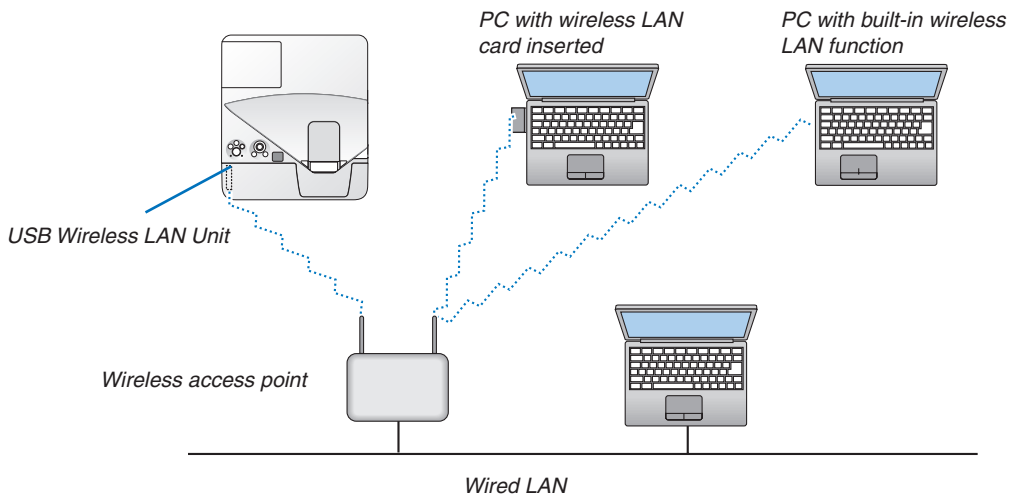 PC with wireless LAN
card inserted
PC with built-in wireless
LAN function
USB Wireless LAN Unit
Wireless access point
Wired LAN